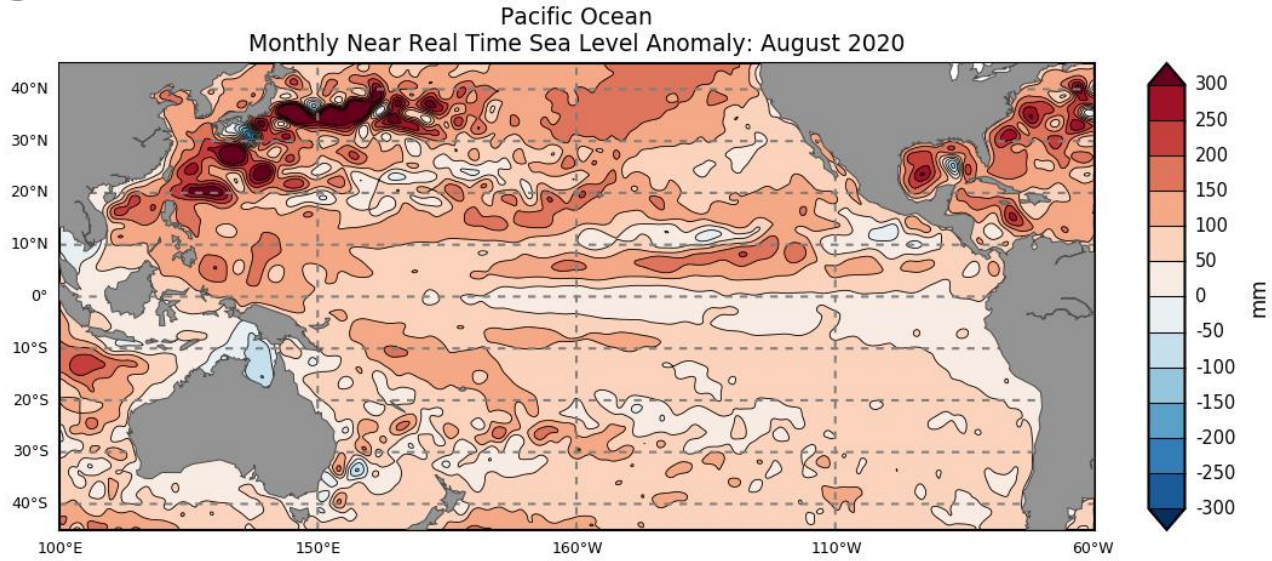 Pacific Ocean
Monthly Near Real Time Sea Level Anomaly: August 2020
40°N
30°N
20°N
10°N
0°
10°S
20°S
30°S
40°S
100°E 150°E 160°W 110°W 60°W
300
250
200
150
100
50
0
-50
-100
-150
-200
-250
-300
mm